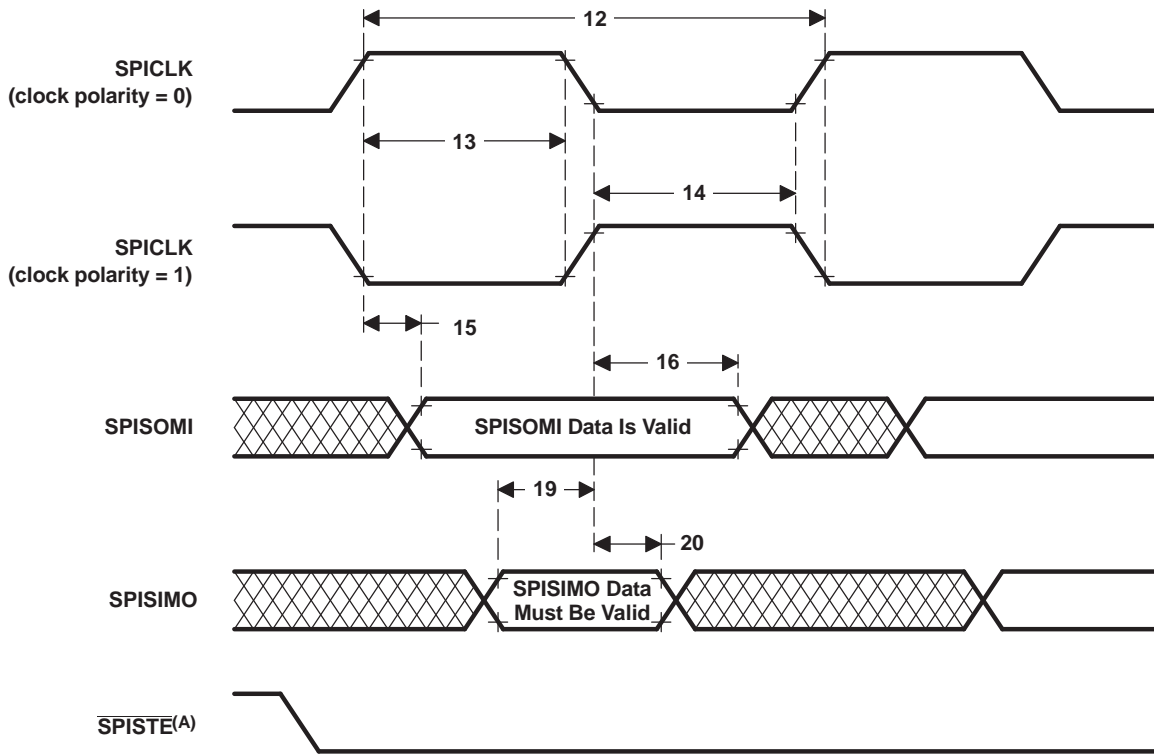 12
SPICLK
(clock polarity = 0)
13
14
SPICLK
(clock polarity = 1)
15
16
SPISOMI
SPISOMI Data Is Valid
19
20
SPISIMO
SPISIMO Data
Must Be Valid
SPISTE(A)